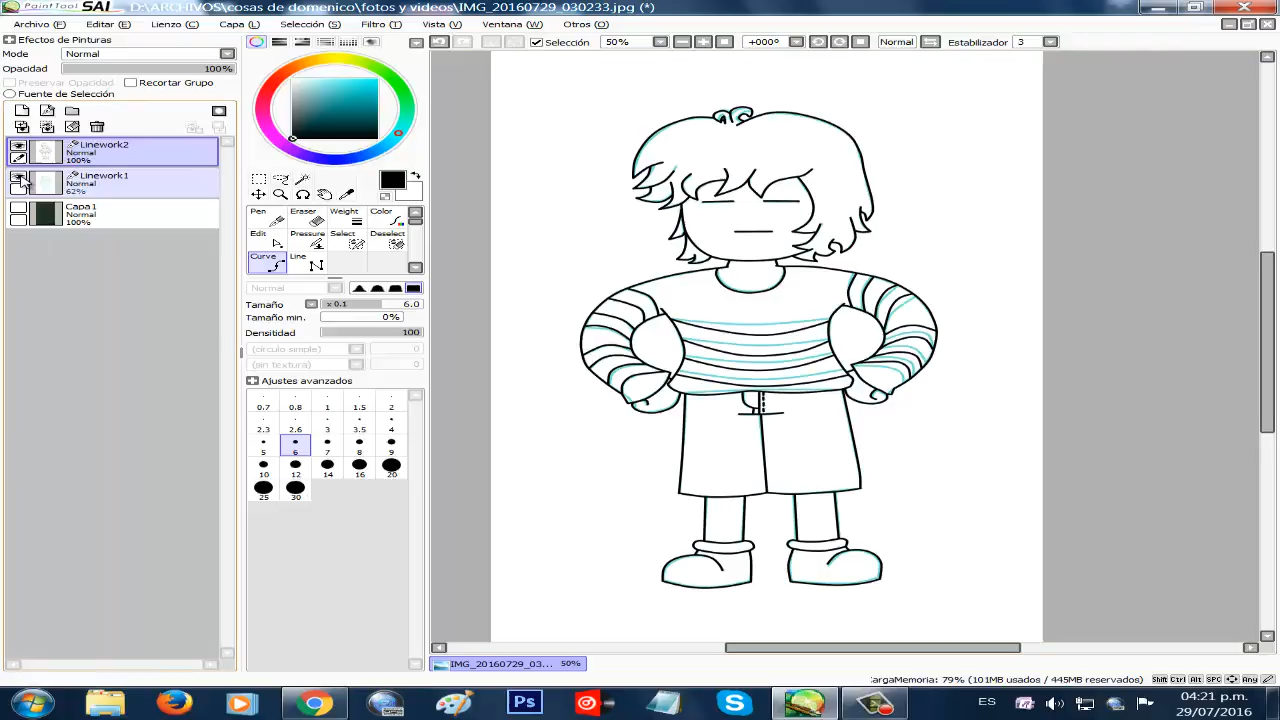 PaintTool SAI D:\ARCHIVOS\cosas de domenico\fotos y videos\IMG_20160729_030233.jpg (*)
Archivo (F) Editar (E) Lienzo (C) Capa (L) Selección (S) Filtro (T) Vista (V) Ventana (W) Otros (O)
Efectos de Pinturas
Mode Normal
Opacidad 100%
Preservar Opacidad Recortar Grupo
Fuente de Selección
Linework2
Normal
100%
Linework1
Normal
62%
Capa1
Normal
100%
Pen Eraser Weight Color
Edit Pressure Select Deselect
Curve Line
Normal
Tamaño x 0.1 6.0
Tamaño min. 0%
Densidad 100
(círculo simple) 0
(sin textura) 0
Ajustes avanzados
0.7 0.8 1 1.5 2
2.3 2.6 3 3.5 4
5 6 7 8 9
10 12 14 16 20
25 30
Selección 50% +000° Normal Estabilizador 3
IMG_20160729_03... 50%
cargaMemoria: 79% (101MB usados / 445MB reservados) Shift Ctrl Alt SPC Any
Ps
ES 04:21 p.m.
29/07/2016